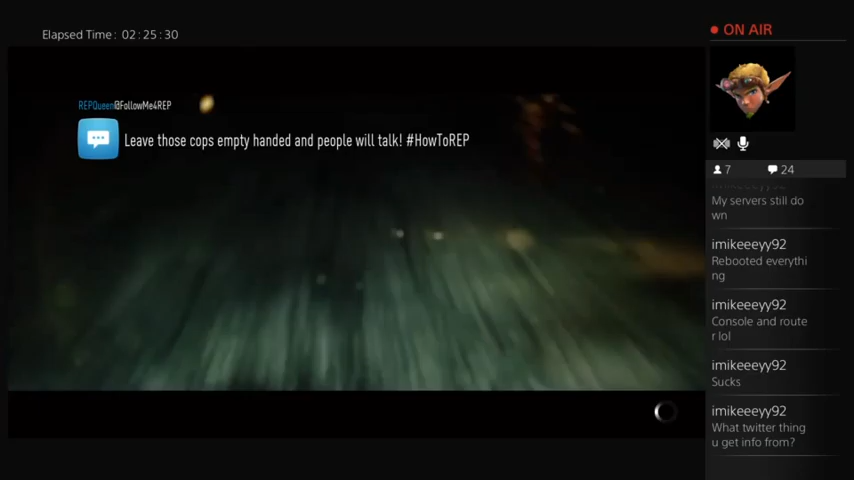 Elapsed Time: 02:25:30
ON AIR
REPQueen@FollowMe4REP
Leave those cops empty handed and people will talk! #HowToREP
7
24
imikeeeyy92
My servers still do
wn
imikeeeyy92
Rebooted everythi
ng
imikeeeyy92
Console and route
r lol
imikeeeyy92
Sucks
imikeeeyy92
What twitter thing
u get info from?